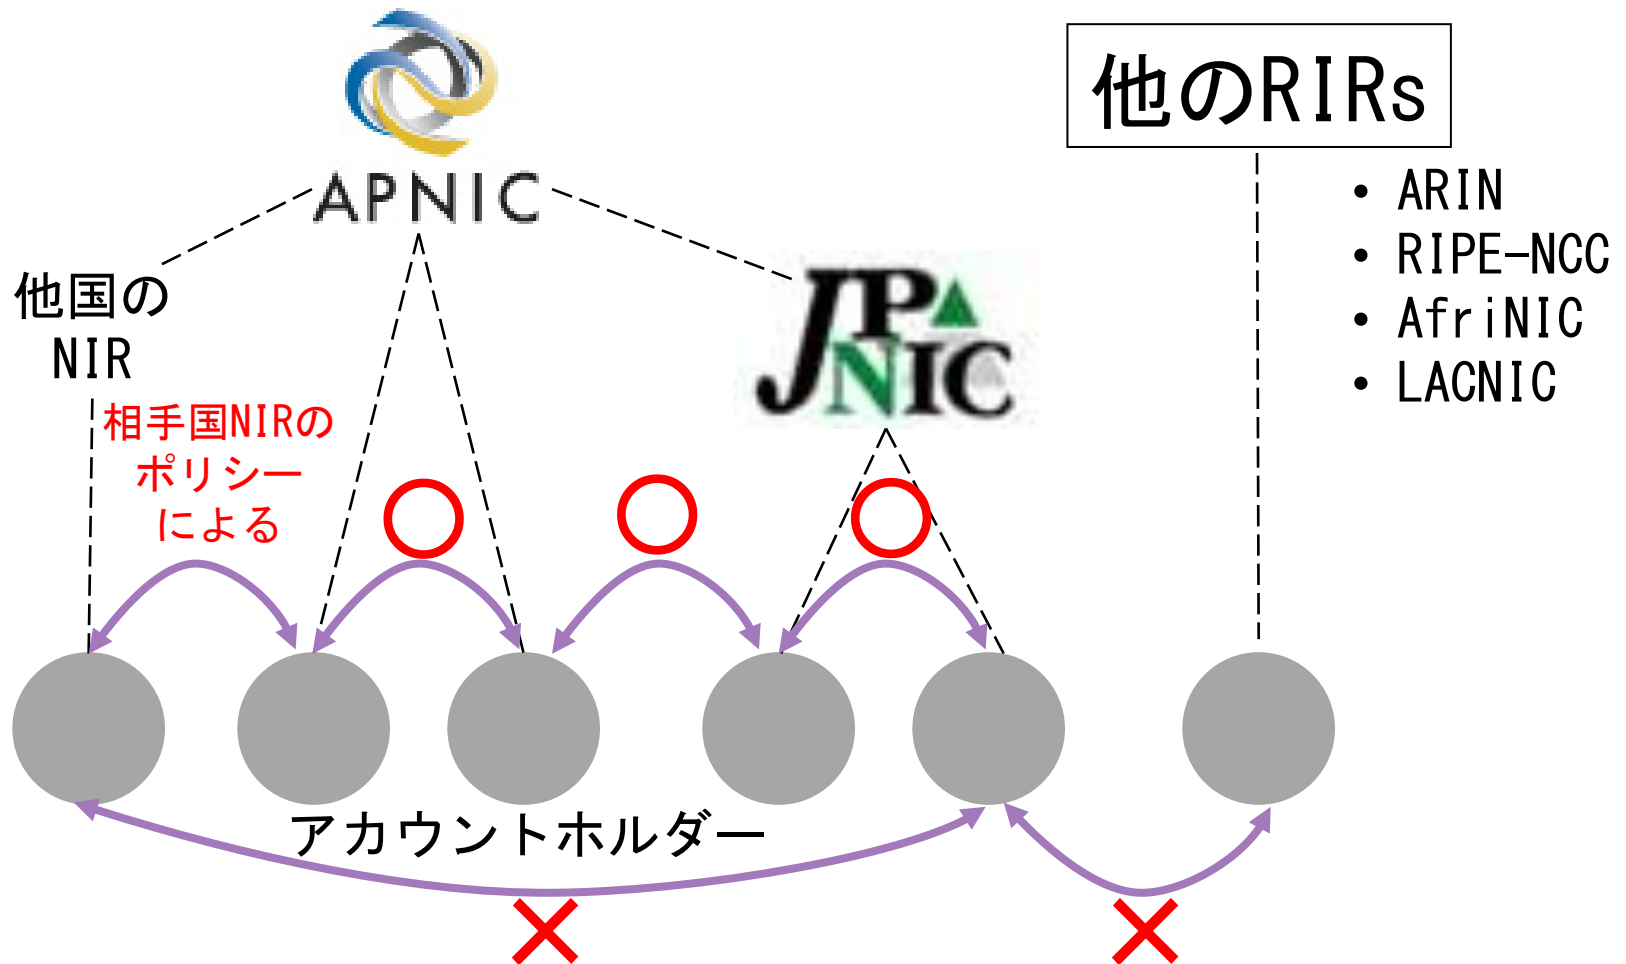 APNIC
他のRIRs
• ARIN
• RIPE-NCC
• AfriNIC
• LACNIC
他国の
NIR
JPNIC
相手国NIRの
ポリシー
による
アカウントホルダー